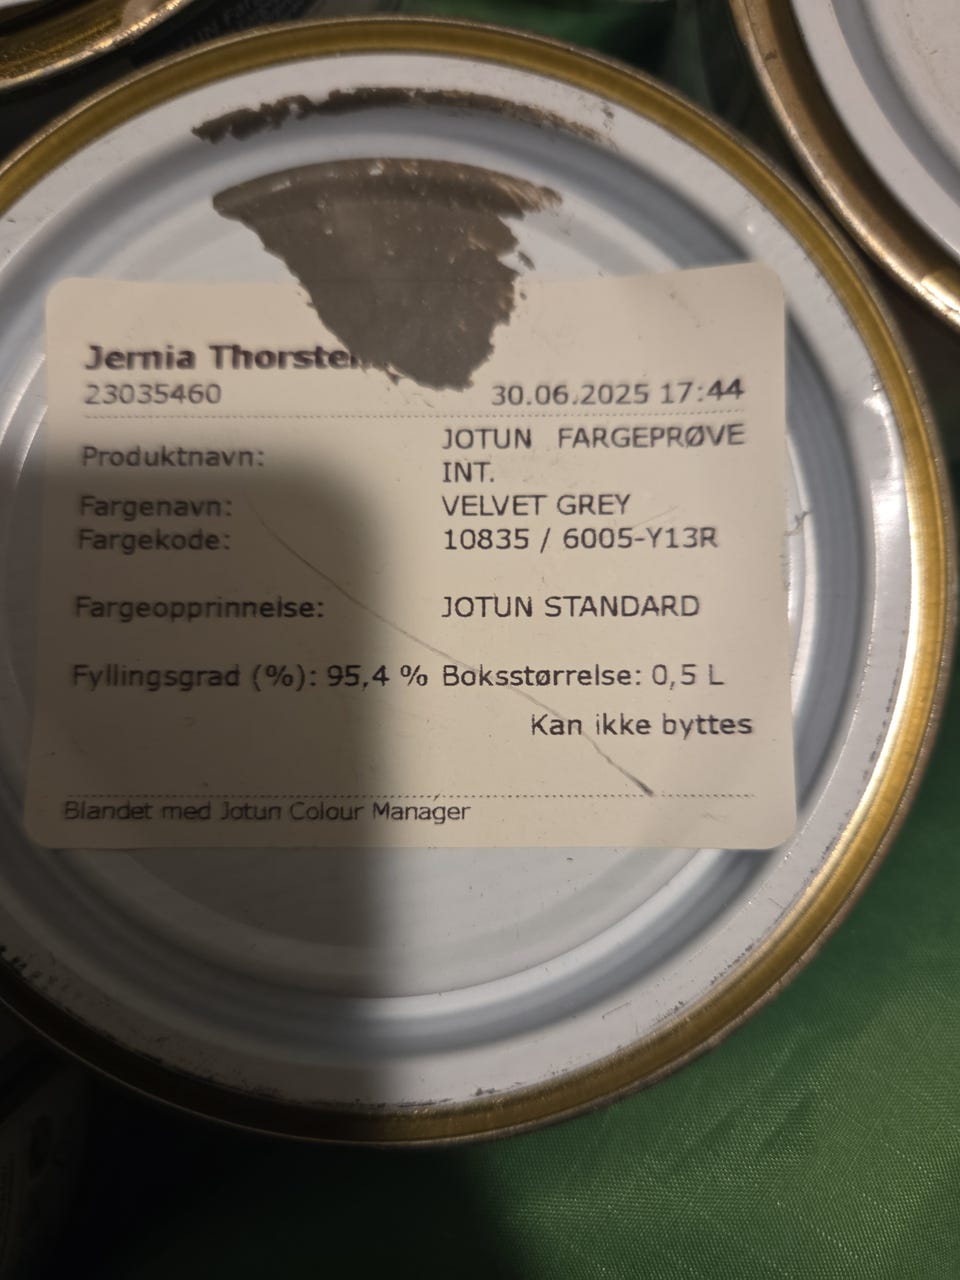 Jernia
23035460 30.06.2025 17:44
Produktnavn: JOTUN FARGEPRØVE
INT.
Fargenavn: VELVET GREY
Fargekode: 10835 / 6005-Y13R
Fargeopprinnelse: JOTUN STANDARD
Fyllingsgrad (%): 95,4 % Boksstørrelse: 0,5 L
Kan ikke byttes
Blandet med Jotun Colour Manager